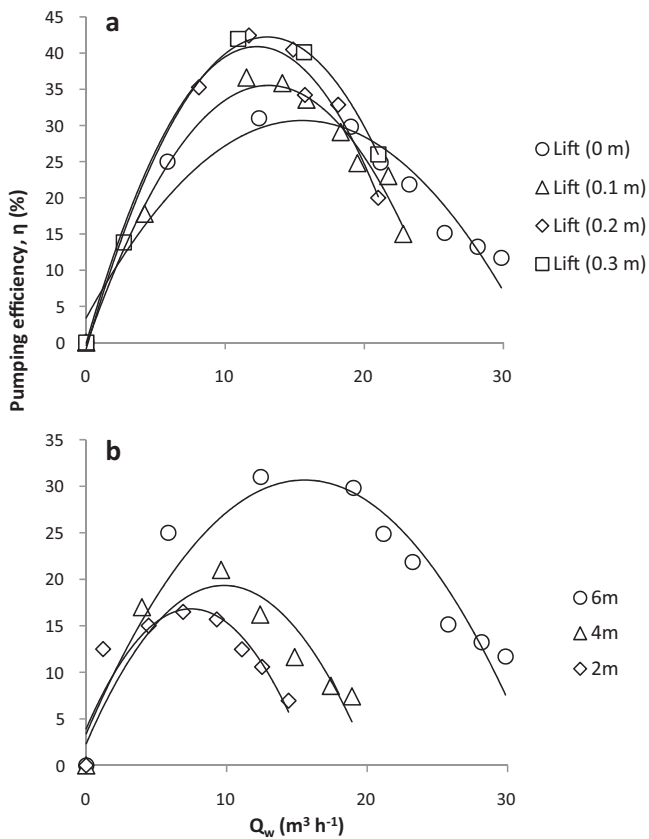 a
45
40
35
30
25
20
15
10
5
0
0 10 20 30
Pumping efficiency, η (%)
Lift (0 m)
Lift (0.1 m)
Lift (0.2 m)
Lift (0.3 m)
b
35
30
25
20
15
10
5
0
0 10 20 30
6m
4m
2m
Q_w (m³ h⁻¹)